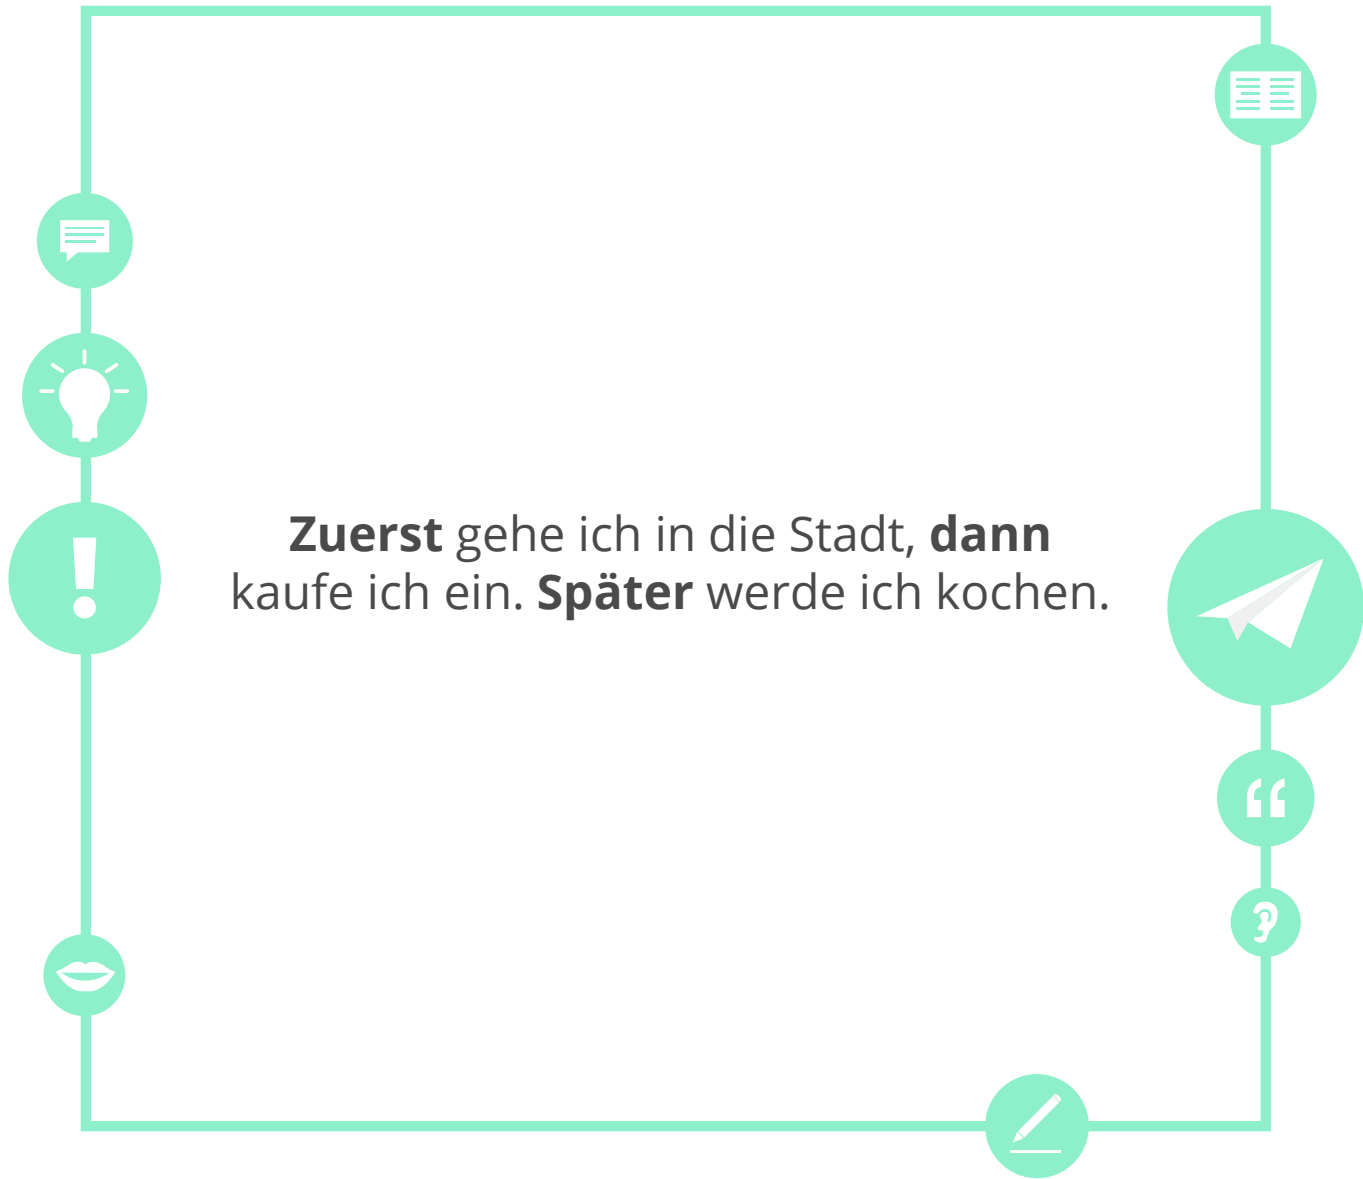 Zuerst gehe ich in die Stadt, dann
kaufe ich ein. Später werde ich kochen.